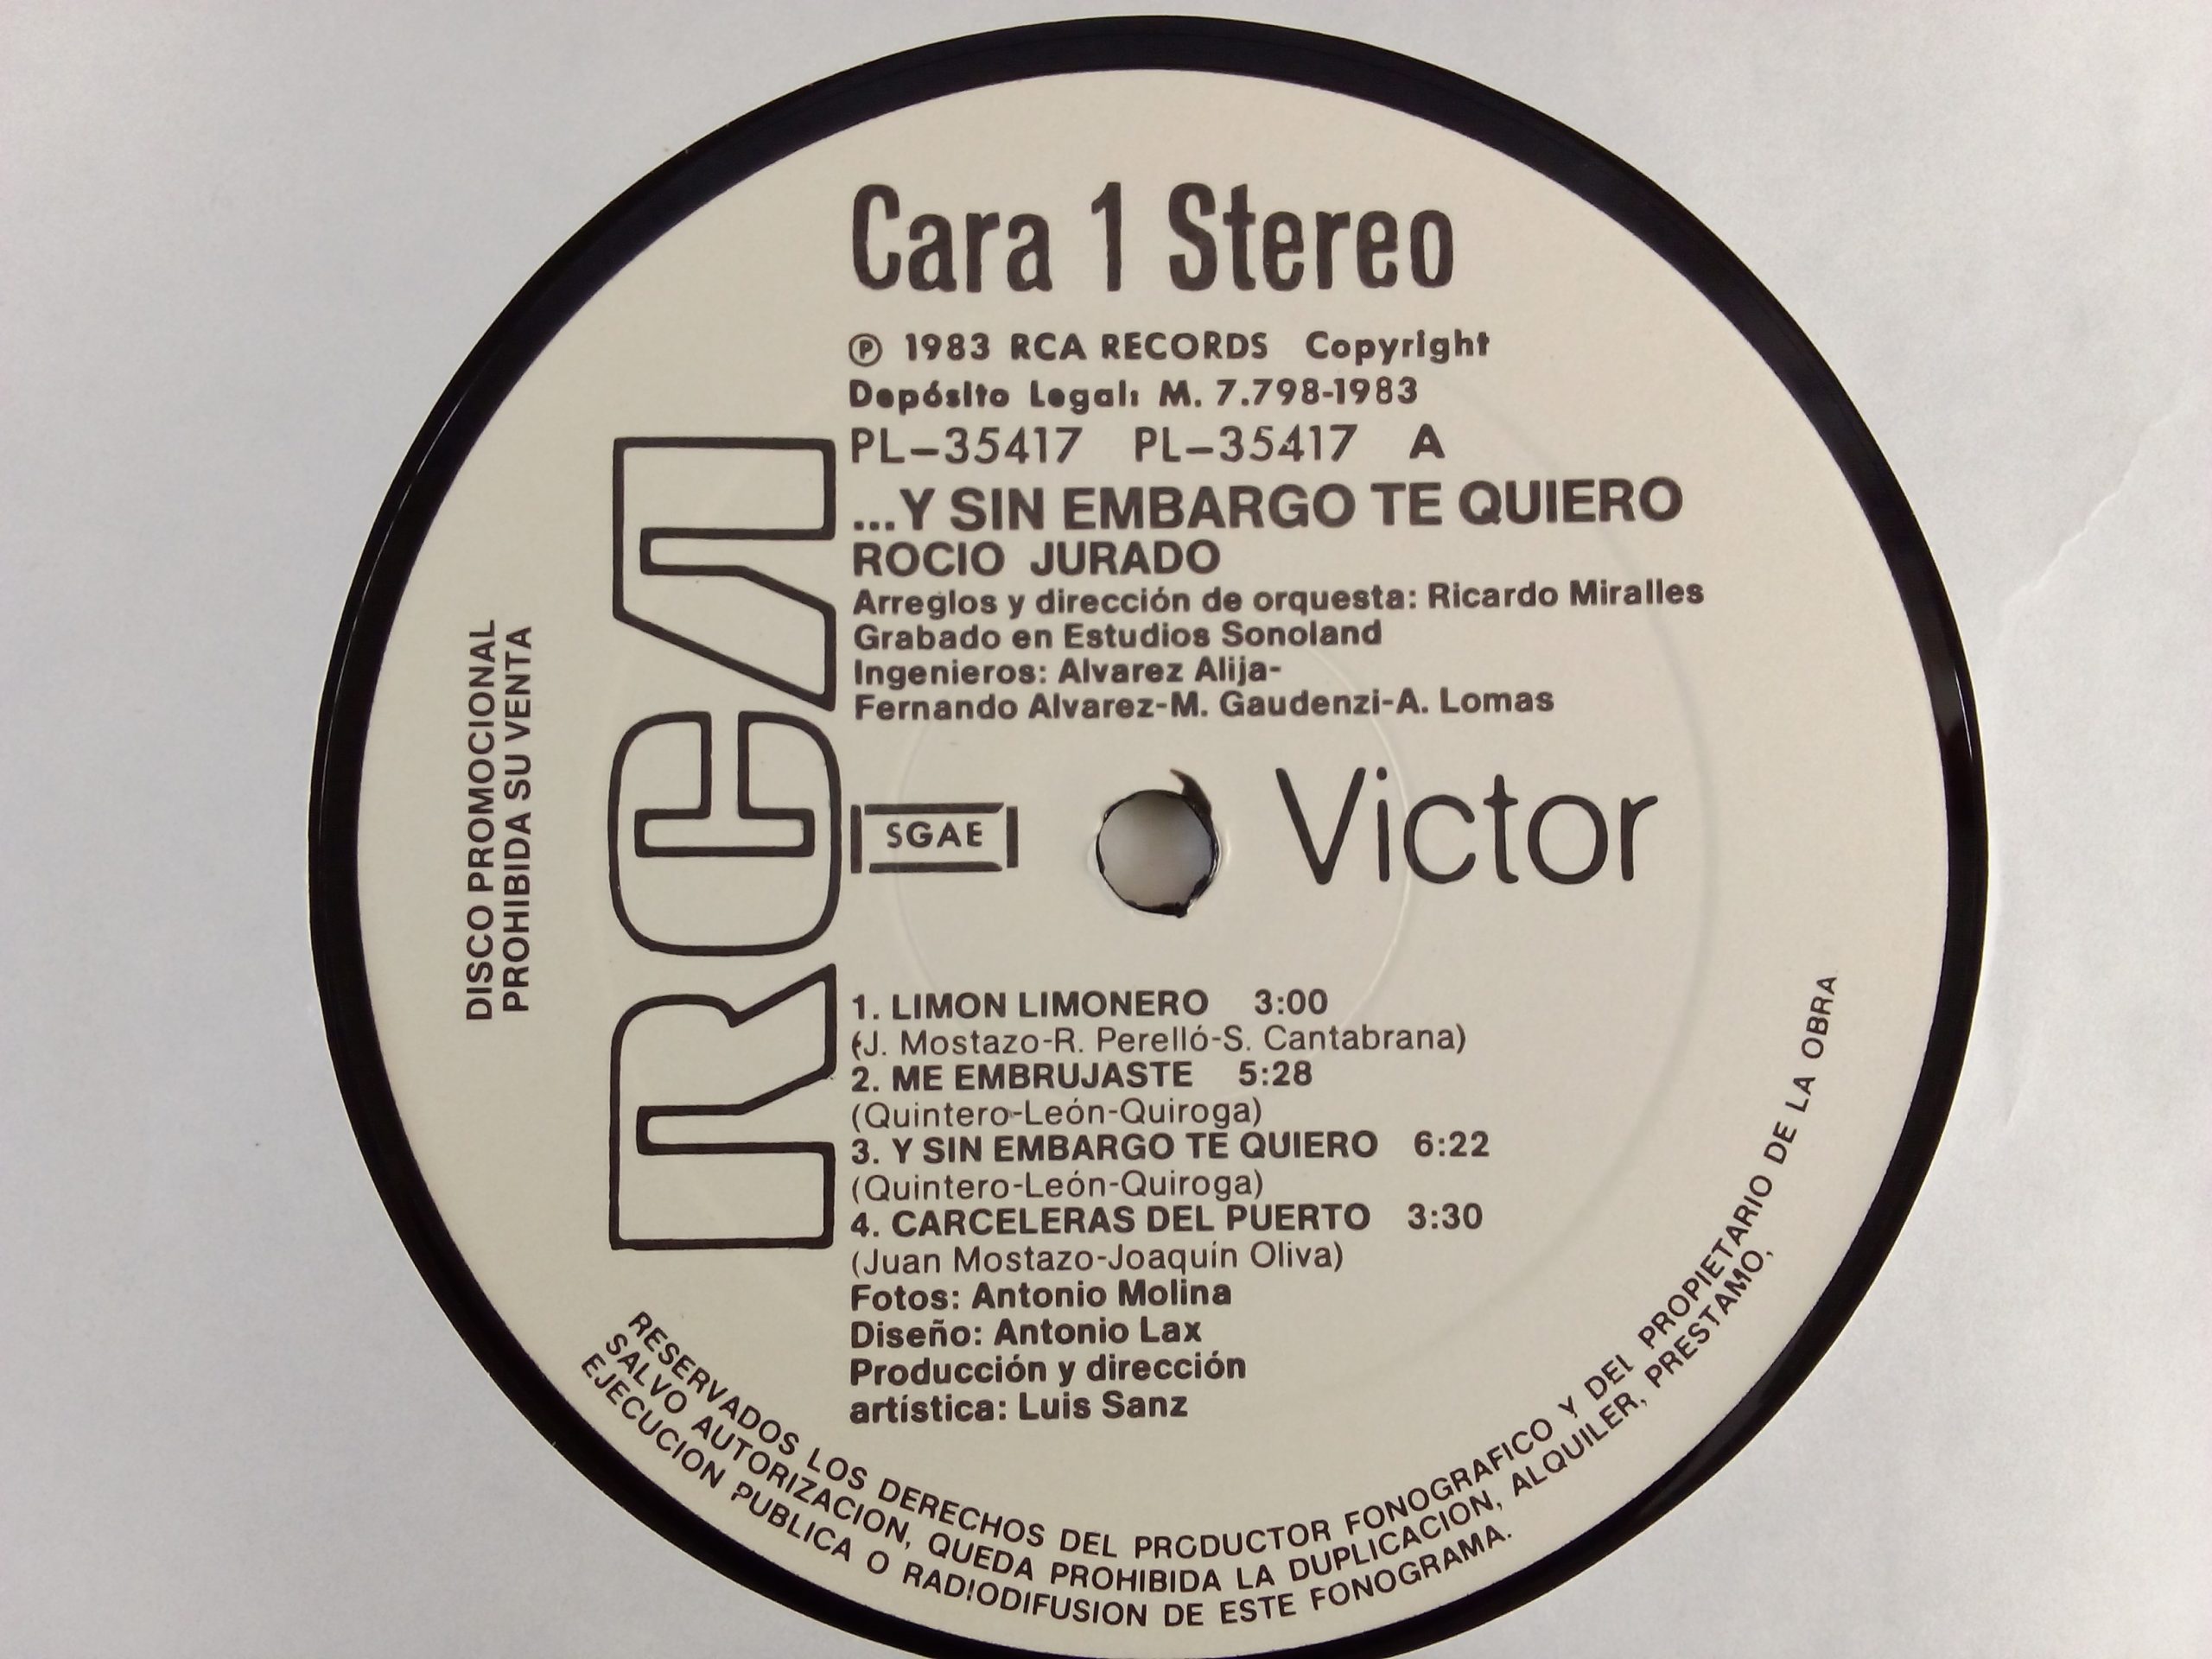 Cara 1 Stereo
Ⓟ 1983 RCA RECORDS Copyright
Depósito Legal: M. 7.798-1983
PL-35417 PL-35417 A
...Y SIN EMBARGO TE QUIERO
ROCIO JURADO
Arreglos y dirección de orquesta: Ricardo Miralles
Grabado en Estudios Sonoland
Ingenieros: Alvarez Alija-
Fernando Alvarez-M. Gaudenzi-A. Lomas
DISCO PROMOCIONAL
PROHIBIDA SU VENTA
RCA
SGAE
Victor
1. LIMON LIMONERO 3:00
(J. Mostazo-R. Perelló-S. Cantabrana)
2. ME EMBRUJASTE 5:28
(Quintero-León-Quiroga)
3. Y SIN EMBARGO TE QUIERO 6:22
(Quintero-León-Quiroga)
4. CARCELERAS DEL PUERTO 3:30
(Juan Mostazo-Joaquín Oliva)
Fotos: Antonio Molina
Diseño: Antonio Lax
Producción y dirección
artística: Luis Sanz
RESERVADOS LOS DERECHOS DEL PRODUCTOR FONOGRAFICO Y DEL PROPIETARIO DE LA OBRA
SALVO AUTORIZACION, QUEDA PROHIBIDA LA DUPLICACION, ALQUILER, PRESTAMO,
EJECUCION PUBLICA O RADIODIFUSION DE ESTE FONOGRAMA.